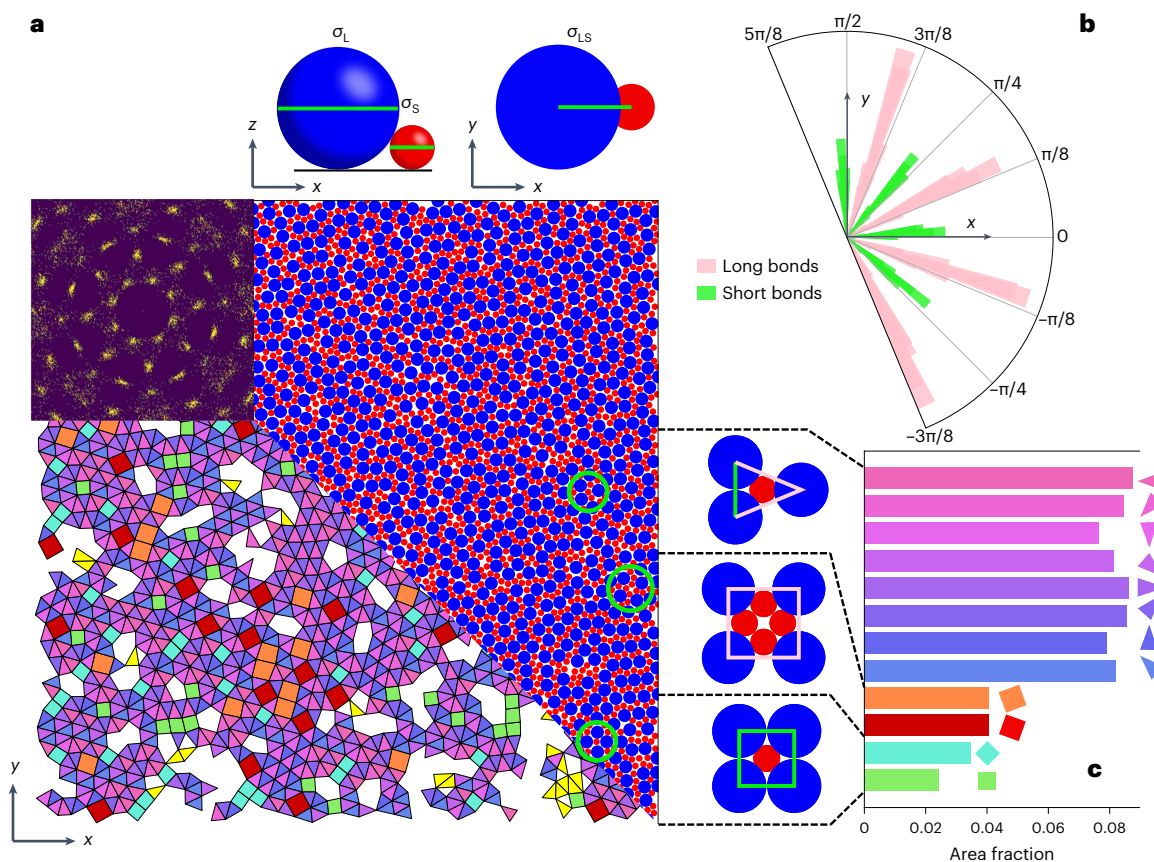 a
σL
σS
z
x
σLS
y
x
y
x
b
5π/8
π/2
3π/8
π/4
π/8
0
–π/8
–π/4
–3π/8
y
x
Long bonds
Short bonds
c
0
0.02
0.04
0.06
0.08
Area fraction